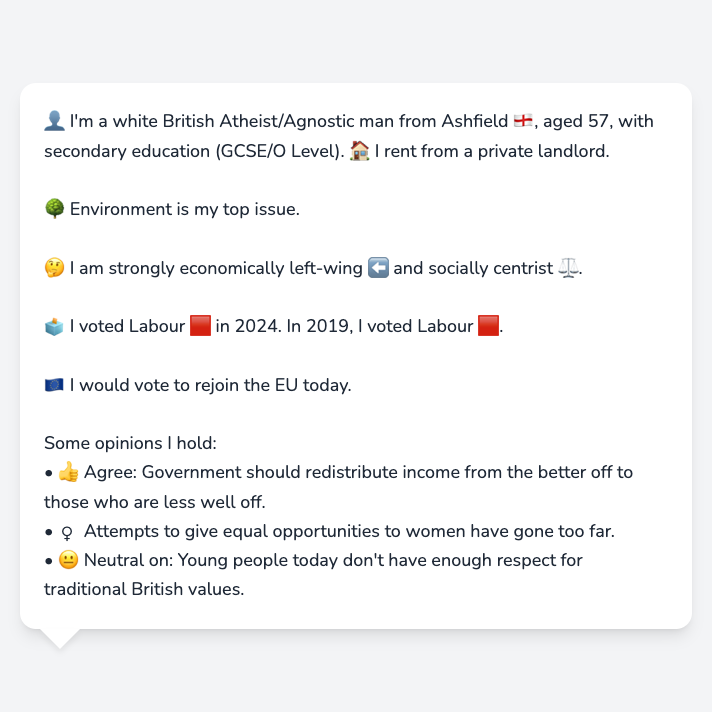 👤 I'm a white British Atheist/Agnostic man from Ashfield 🏴󠁧󠁢󠁥󠁮󠁧󠁿, aged 57, with
secondary education (GCSE/O Level). 🏠 I rent from a private landlord.
🌳 Environment is my top issue.
🤔 I am strongly economically left-wing ⬅️ and socially centrist ⚖️.
🗳️ I voted Labour 🟥 in 2024. In 2019, I voted Labour 🟥.
🇪🇺 I would vote to rejoin the EU today.
Some opinions I hold:
• 👍 Agree: Government should redistribute income from the better off to
those who are less well off.
• ♀ Attempts to give equal opportunities to women have gone too far.
• 😐 Neutral on: Young people today don't have enough respect for
traditional British values.